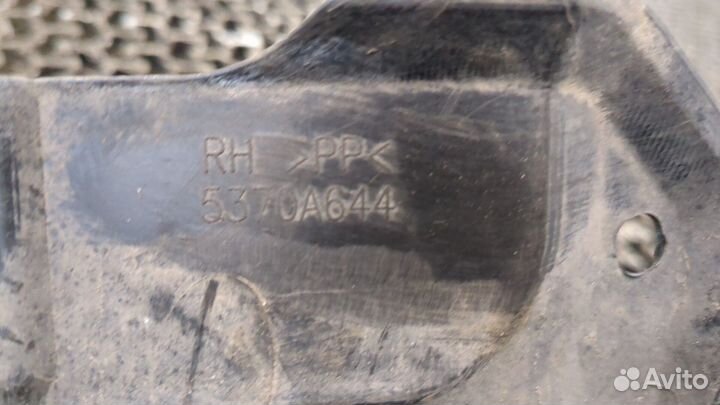 RH >PP<
5370A644
Avito